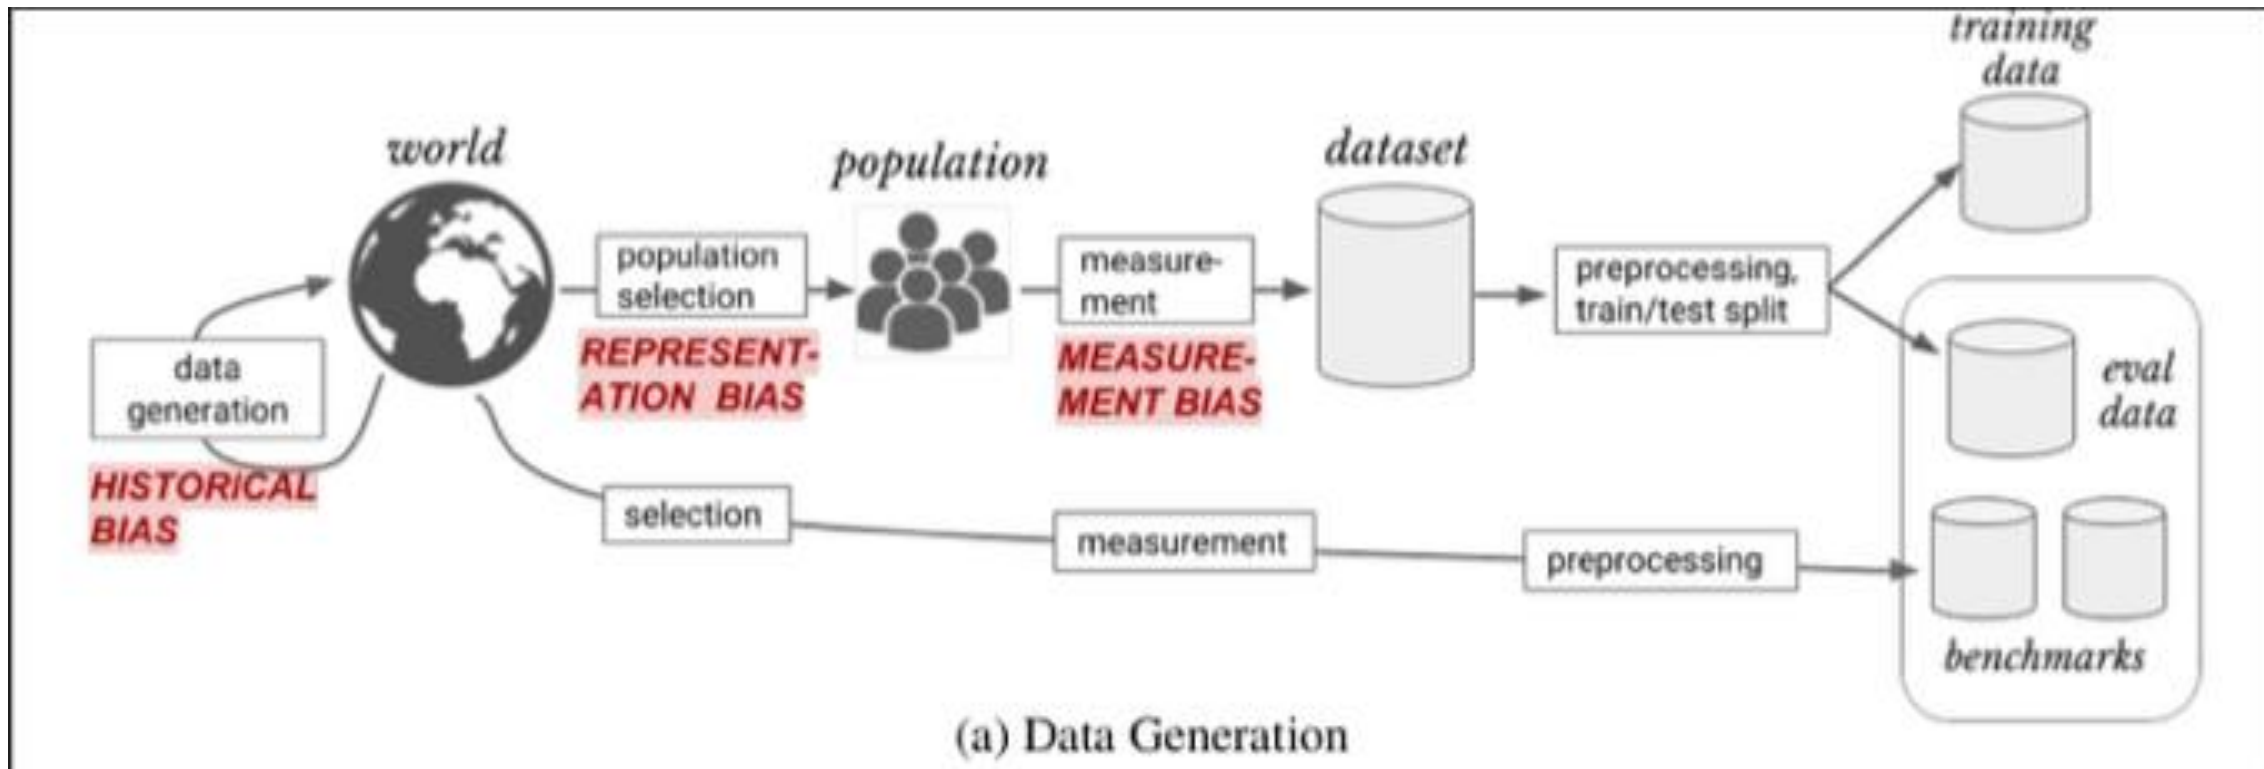 training
data
world
population
dataset
population
selection
measure-
ment
preprocessing,
train/test split
REPRESENT-
ATION BIAS
MEASURE-
MENT BIAS
data
generation
eval
data
HISTORICAL
BIAS
selection
measurement
preprocessing
benchmarks
(a) Data Generation